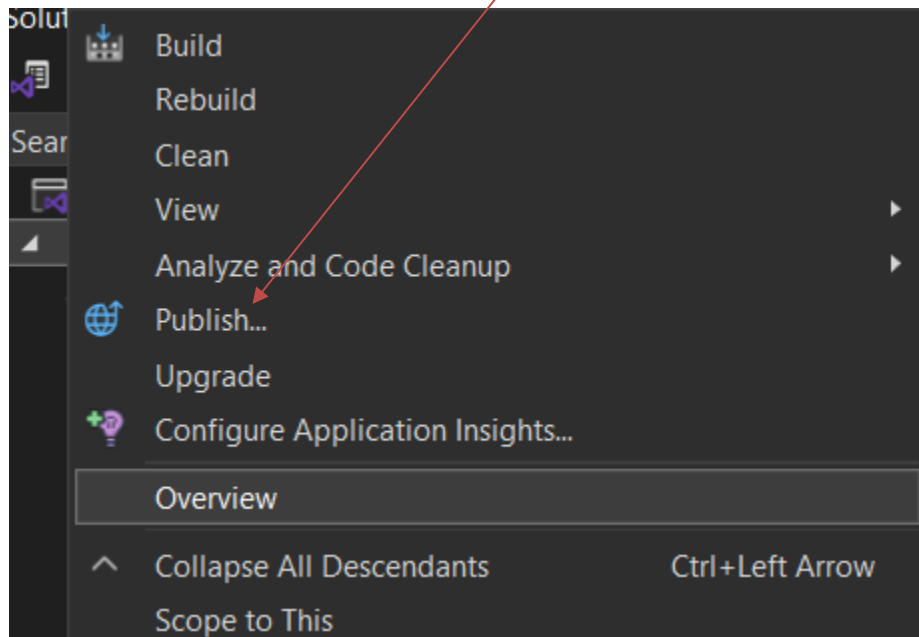 Build
Rebuild
Clean
View
Analyze and Code Cleanup
Publish...
Upgrade
Configure Application Insights...
Overview
Collapse All Descendants Ctrl+Left Arrow
Scope to This